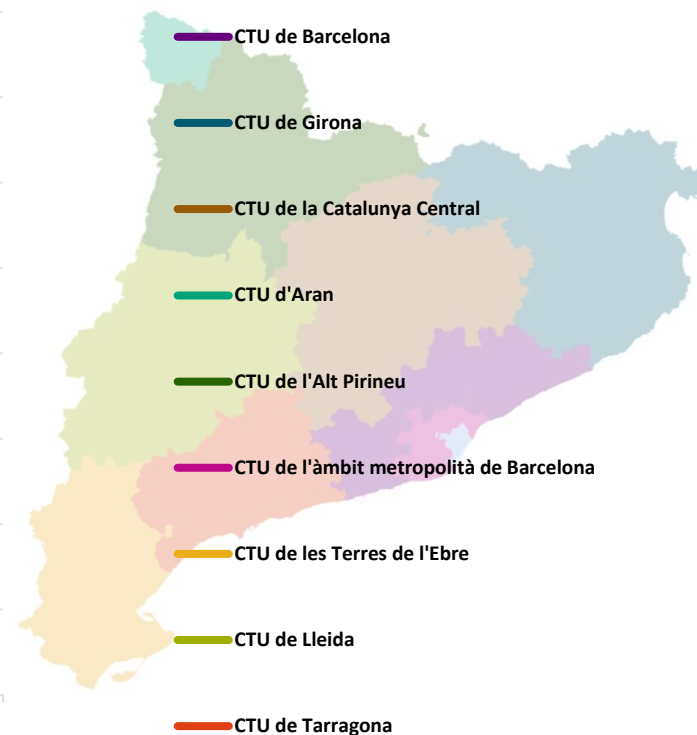 CTU de Barcelona
CTU de Girona
CTU de la Catalunya Central
CTU d'Aran
CTU de l'Alt Pirineu
CTU de l'àmbit metropolità de Barcelona
CTU de les Terres de l'Ebre
CTU de Lleida
CTU de Tarragona